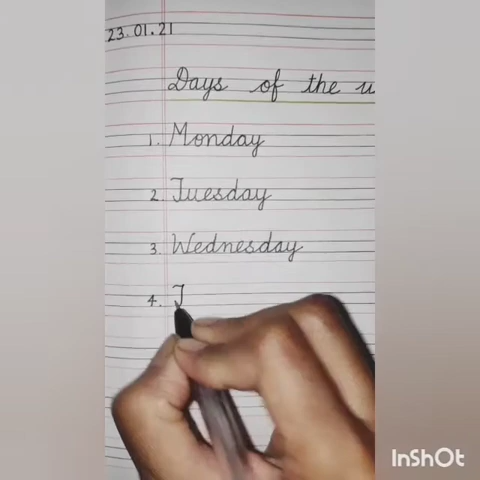 23.01.21
Days of the
1. Monday
2. Tuesday
3. Wednesday
4. T
InShOt